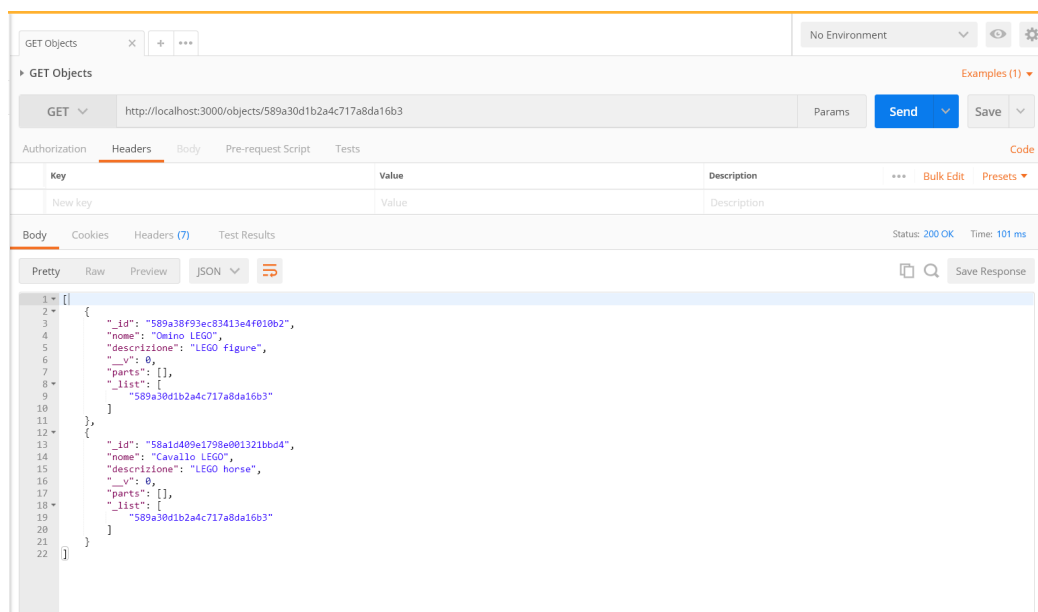 GET Objects
No Environment
GET Objects
Examples (1)
GET
http://localhost:3000/objects/589a30d1b2a4c717a8da16b3
Params
Send
Save
Authorization Headers Body Pre-request Script Tests
Code
Key Value Description
Bulk Edit Presets
New key Value Description
Body Cookies Headers (7) Test Results
Status: 200 OK Time: 101 ms
Pretty Raw Preview JSON
Save Response
1 [
2 {
3 "_id": "589a38f93ec83413e4f010b2",
4 "nome": "Omino LEGO",
5 "descrizione": "LEGO figure",
6 "__v": 0,
7 "parts": [],
8 "_list": [
9 "589a30d1b2a4c717a8da16b3"
10 ]
11 },
12 {
13 "_id": "58a1d409e1798e001321bbd4",
14 "nome": "Cavallo LEGO",
15 "descrizione": "LEGO horse",
16 "__v": 0,
17 "parts": [],
18 "_list": [
19 "589a30d1b2a4c717a8da16b3"
20 ]
21 }
22 ]